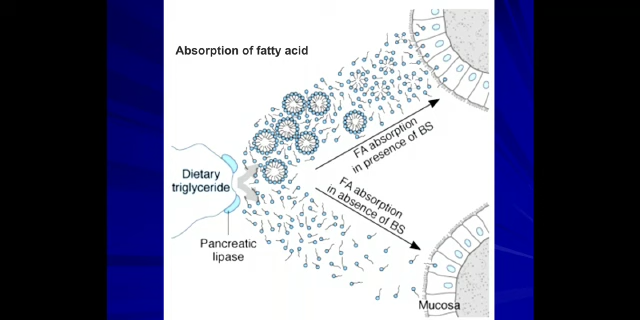 Absorption of fatty acid
Dietary
triglyceride
Pancreatic
lipase
FA absorption
in presence of BS
FA absorption
in absence of BS
Mucosa